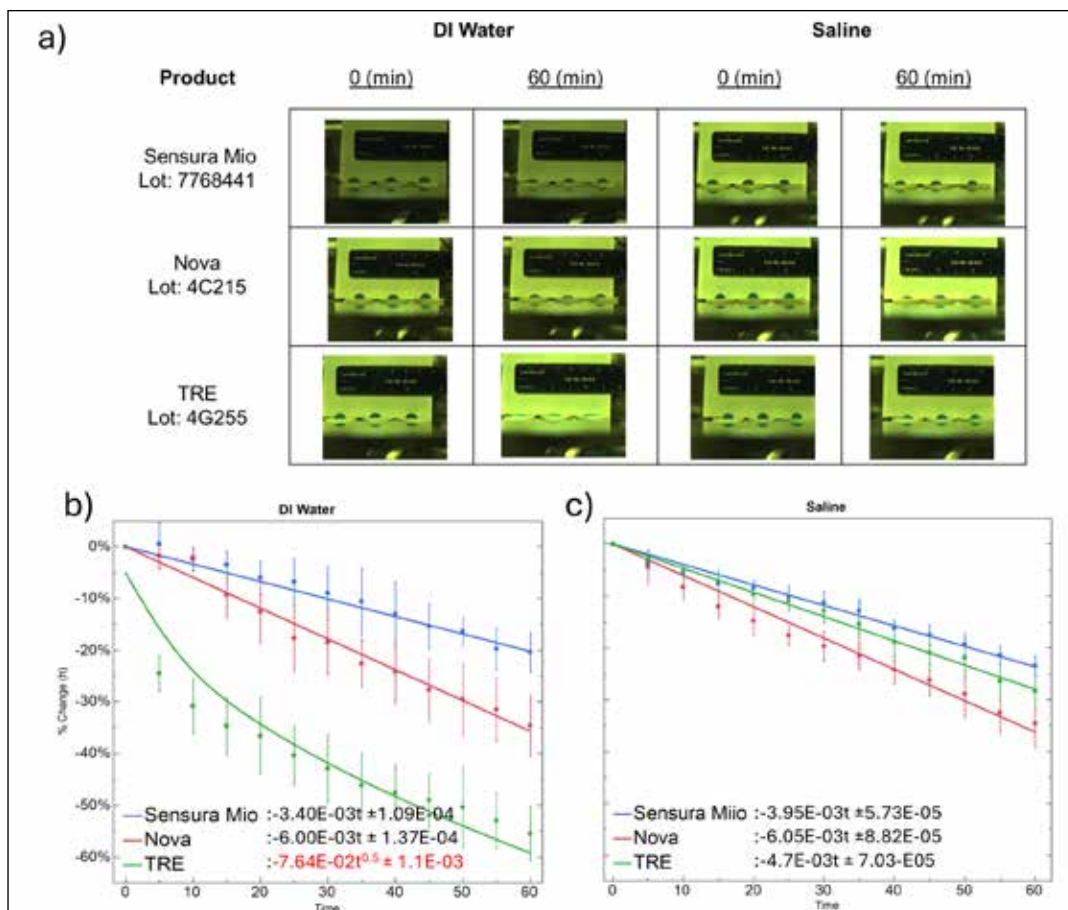 a)
DI Water Saline
Product 0 (min) 60 (min) 0 (min) 60 (min)
Sensura Mio
Lot: 7768441
Nova
Lot: 4C215
TRE
Lot: 4G255
b)
DI Water
% Change (h)
0%
-10%
-20%
-30%
-40%
-50%
-60%
Sensura Mio :-3.40E-03t ±1.09E-04
Nova :-6.00E-03t ± 1.37E-04
TRE :-7.64E-02t^0.5 ± 1.1E-03
0 10 20 30 40 50 60
Time
c)
Saline
Sensura Miio :-3.95E-03t ±5.73E-05
Nova :-6.05E-03t ±8.82E-05
TRE :-4.7E-03t ± 7.03-E05
0 10 20 30 40 50 60
Time